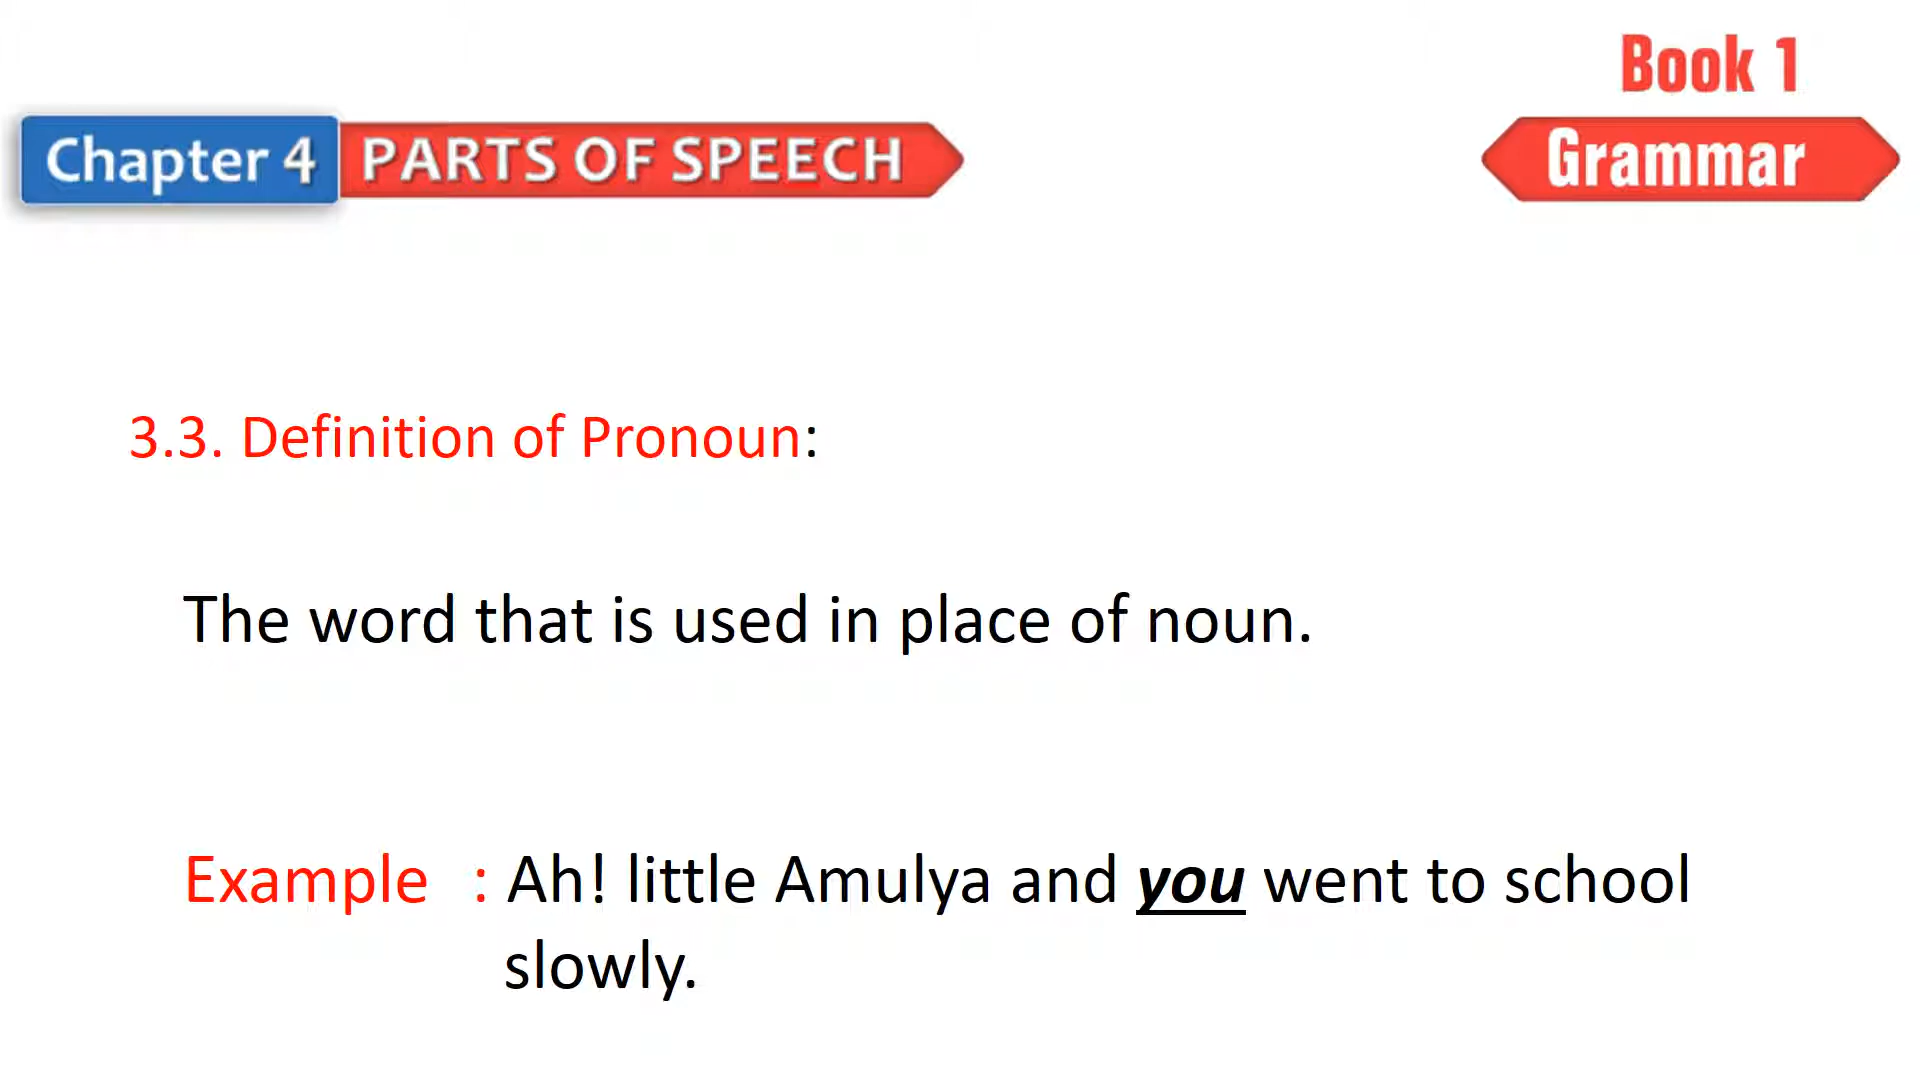 Book 1
Chapter 4 PARTS OF SPEECH
Grammar
3.3. Definition of Pronoun:
The word that is used in place of noun.
Example : Ah! little Amulya and you went to school
slowly.